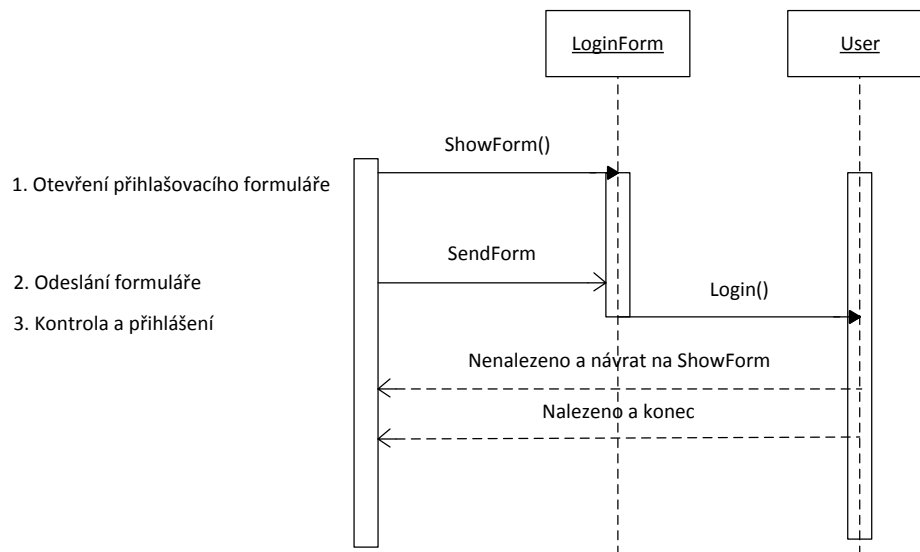 LoginForm
User
ShowForm()
1. Otevření přihlašovacího formuláře
SendForm
2. Odeslání formuláře
Login()
3. Kontrola a přihlášení
Nenalezeno a návrat na ShowForm
Nalezeno a konec